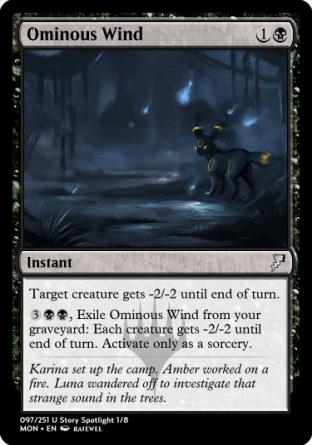 Ominous Wind 1
Instant
Target creature gets -2/-2 until end of turn.
3, Exile Ominous Wind from your
graveyard: Each creature gets -2/-2 until
end of turn. Activate only as a sorcery.
Karina set up the camp. Amber worked on a
fire. Luna wandered off to investigate that
strange sound in the trees.
097/251 U Story Spotlight 1/8
MON • EN RAYEWEL